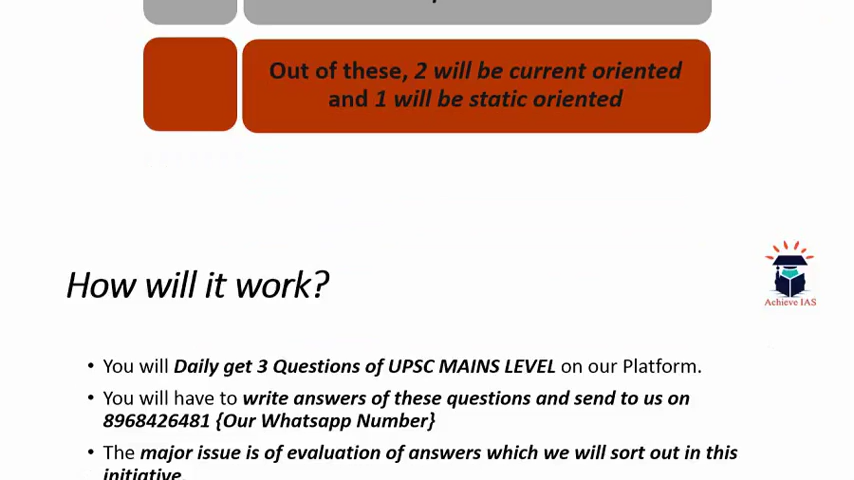 Out of these, 2 will be current oriented
and 1 will be static oriented
How will it work?
Achieve IAS
• You will Daily get 3 Questions of UPSC MAINS LEVEL on our Platform.
• You will have to write answers of these questions and send to us on
8968426481 {Our Whatsapp Number}
• The major issue is of evaluation of answers which we will sort out in this
initiative.